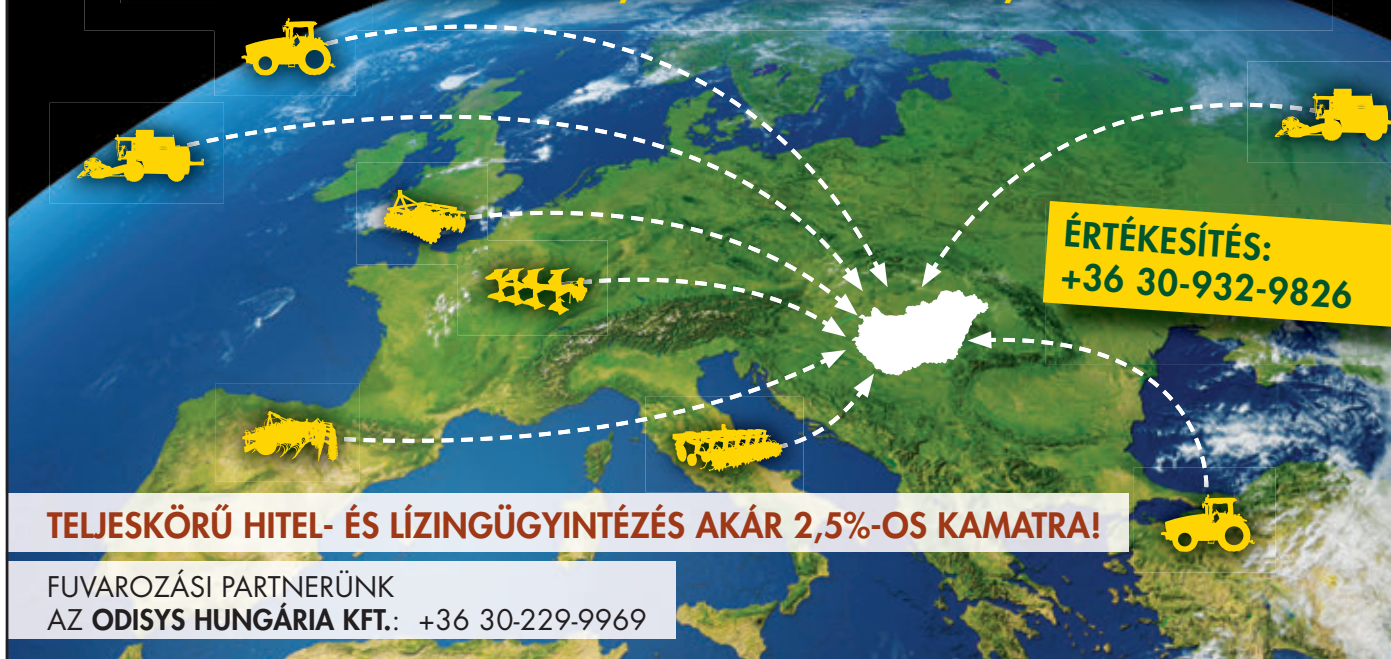 ÉRTÉKESÍTÉS:
+36 30-932-9826
TELJESKÖRŰ HITEL- ÉS LÍZINGÜGYINTÉZÉS AKÁR 2,5%-OS KAMATRA!
FUVAROZÁSI PARTNERÜNK
AZ ODISYS HUNGÁRIA KFT.: +36 30-229-9969